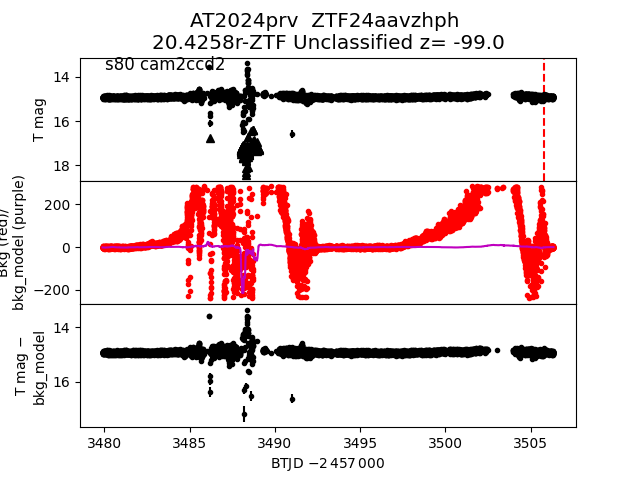 AT2024prv  ZTF24aavzhph
20.4258r-ZTF Unclassified z= -99.0
s80 cam2ccd2
T mag
14
16
18
Bkg (red)/
bkg_model (purple)
200
0
−200
T mag −
bkg_model
14
16
3480
3485
3490
3495
3500
3505
BTJD −2 457 000